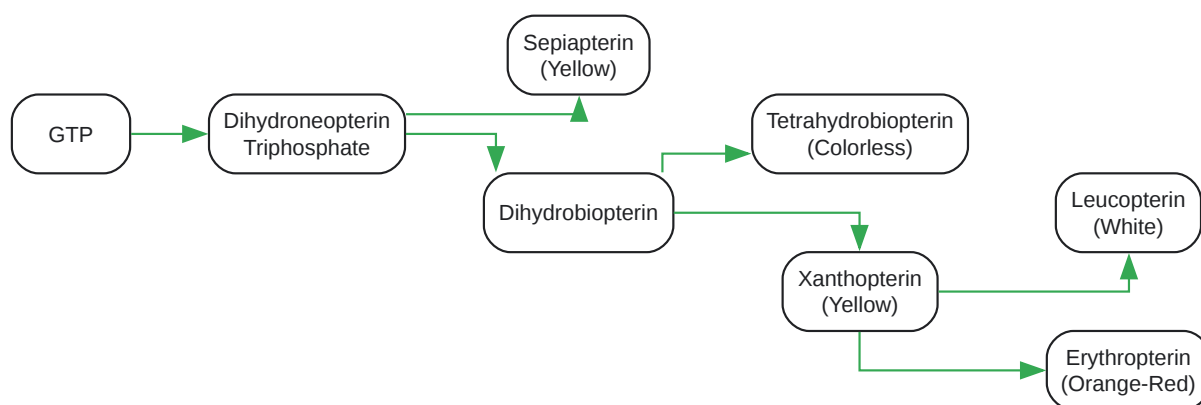 GTP
Dihydroneopterin
Triphosphate
Sepiapterin
(Yellow)
Dihydrobiopterin
Tetrahydrobiopterin
(Colorless)
Xanthopterin
(Yellow)
Leucopterin
(White)
Erythropterin
(Orange-Red)